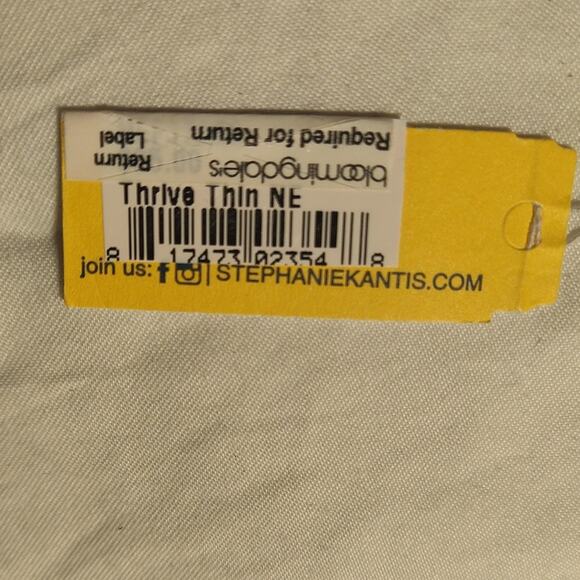 Required for Return
bloomingdale's
Return
Label
Thrive Thin NE
8 17473 02354 8
join us: f | STEPHANIEKANTIS.COM